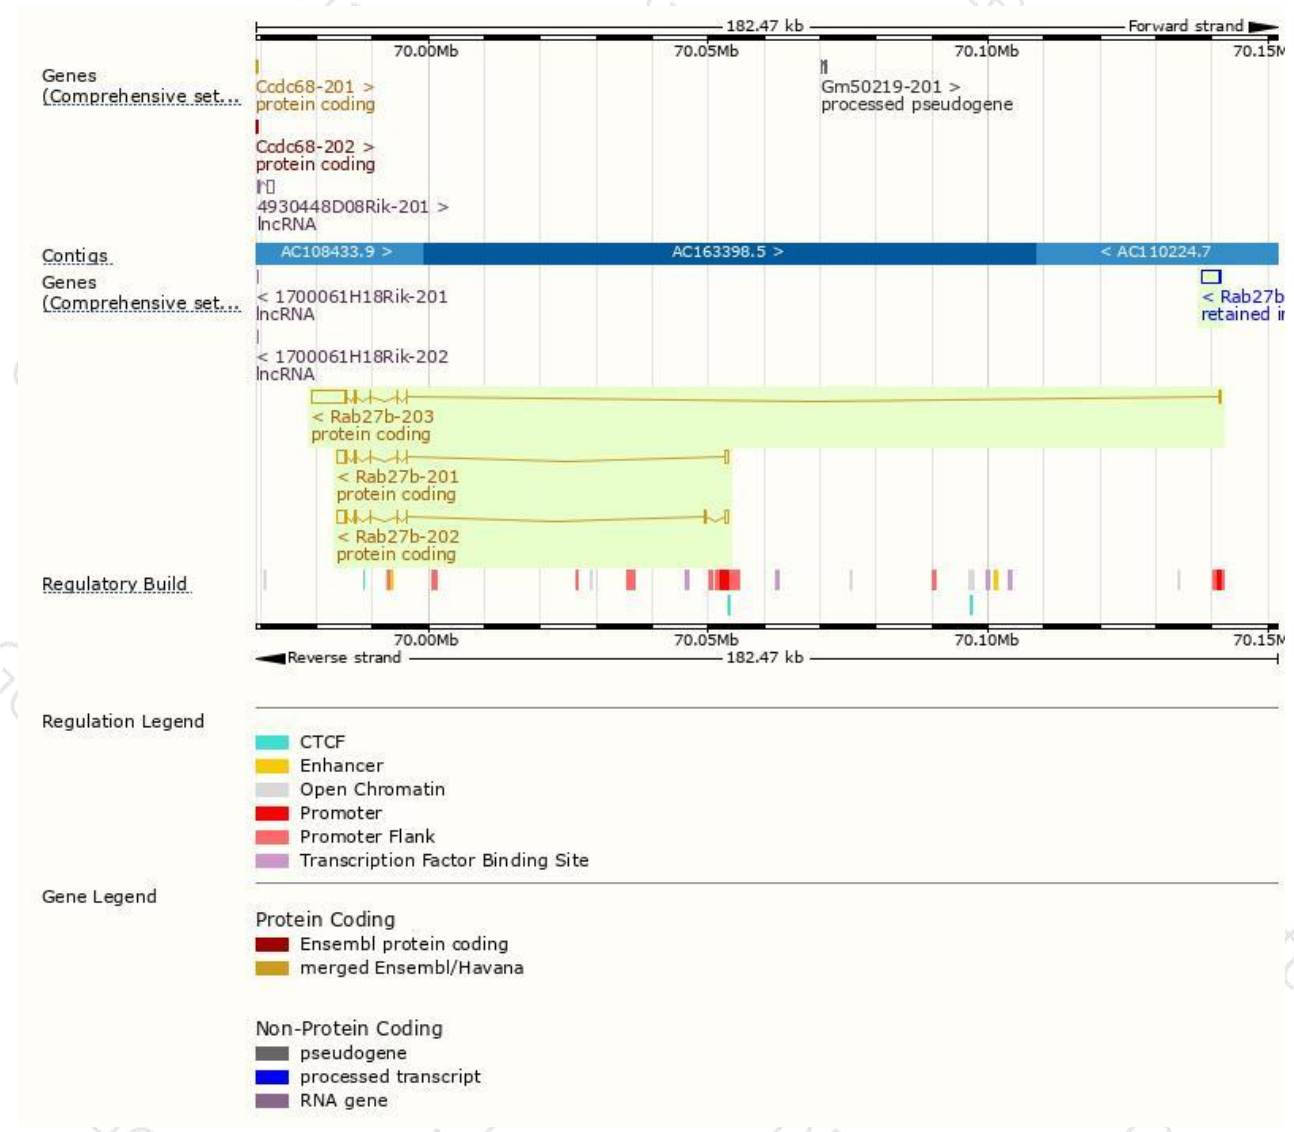 182.47 kb Forward strand
70.00Mb 70.05Mb 70.10Mb 70.15M
Genes
(Comprehensive set...
Ccdc68-201 >
protein coding
Gm50219-201 >
processed pseudogene
Ccdc68-202 >
protein coding
4930448D08Rik-201 >
lncRNA
Contigs
AC108433.9 > AC163398.5 > < AC110224.7
Genes
(Comprehensive set...
< 1700061H18Rik-201
lncRNA
< Rab27b
retained in
< 1700061H18Rik-202
lncRNA
< Rab27b-203
protein coding
< Rab27b-201
protein coding
< Rab27b-202
protein coding
Regulatory Build
70.00Mb 70.05Mb 70.10Mb 70.15M
Reverse strand 182.47 kb
Regulation Legend
CTCF
Enhancer
Open Chromatin
Promoter
Promoter Flank
Transcription Factor Binding Site
Gene Legend
Protein Coding
Ensembl protein coding
merged Ensembl/Havana
Non-Protein Coding
pseudogene
processed transcript
RNA gene